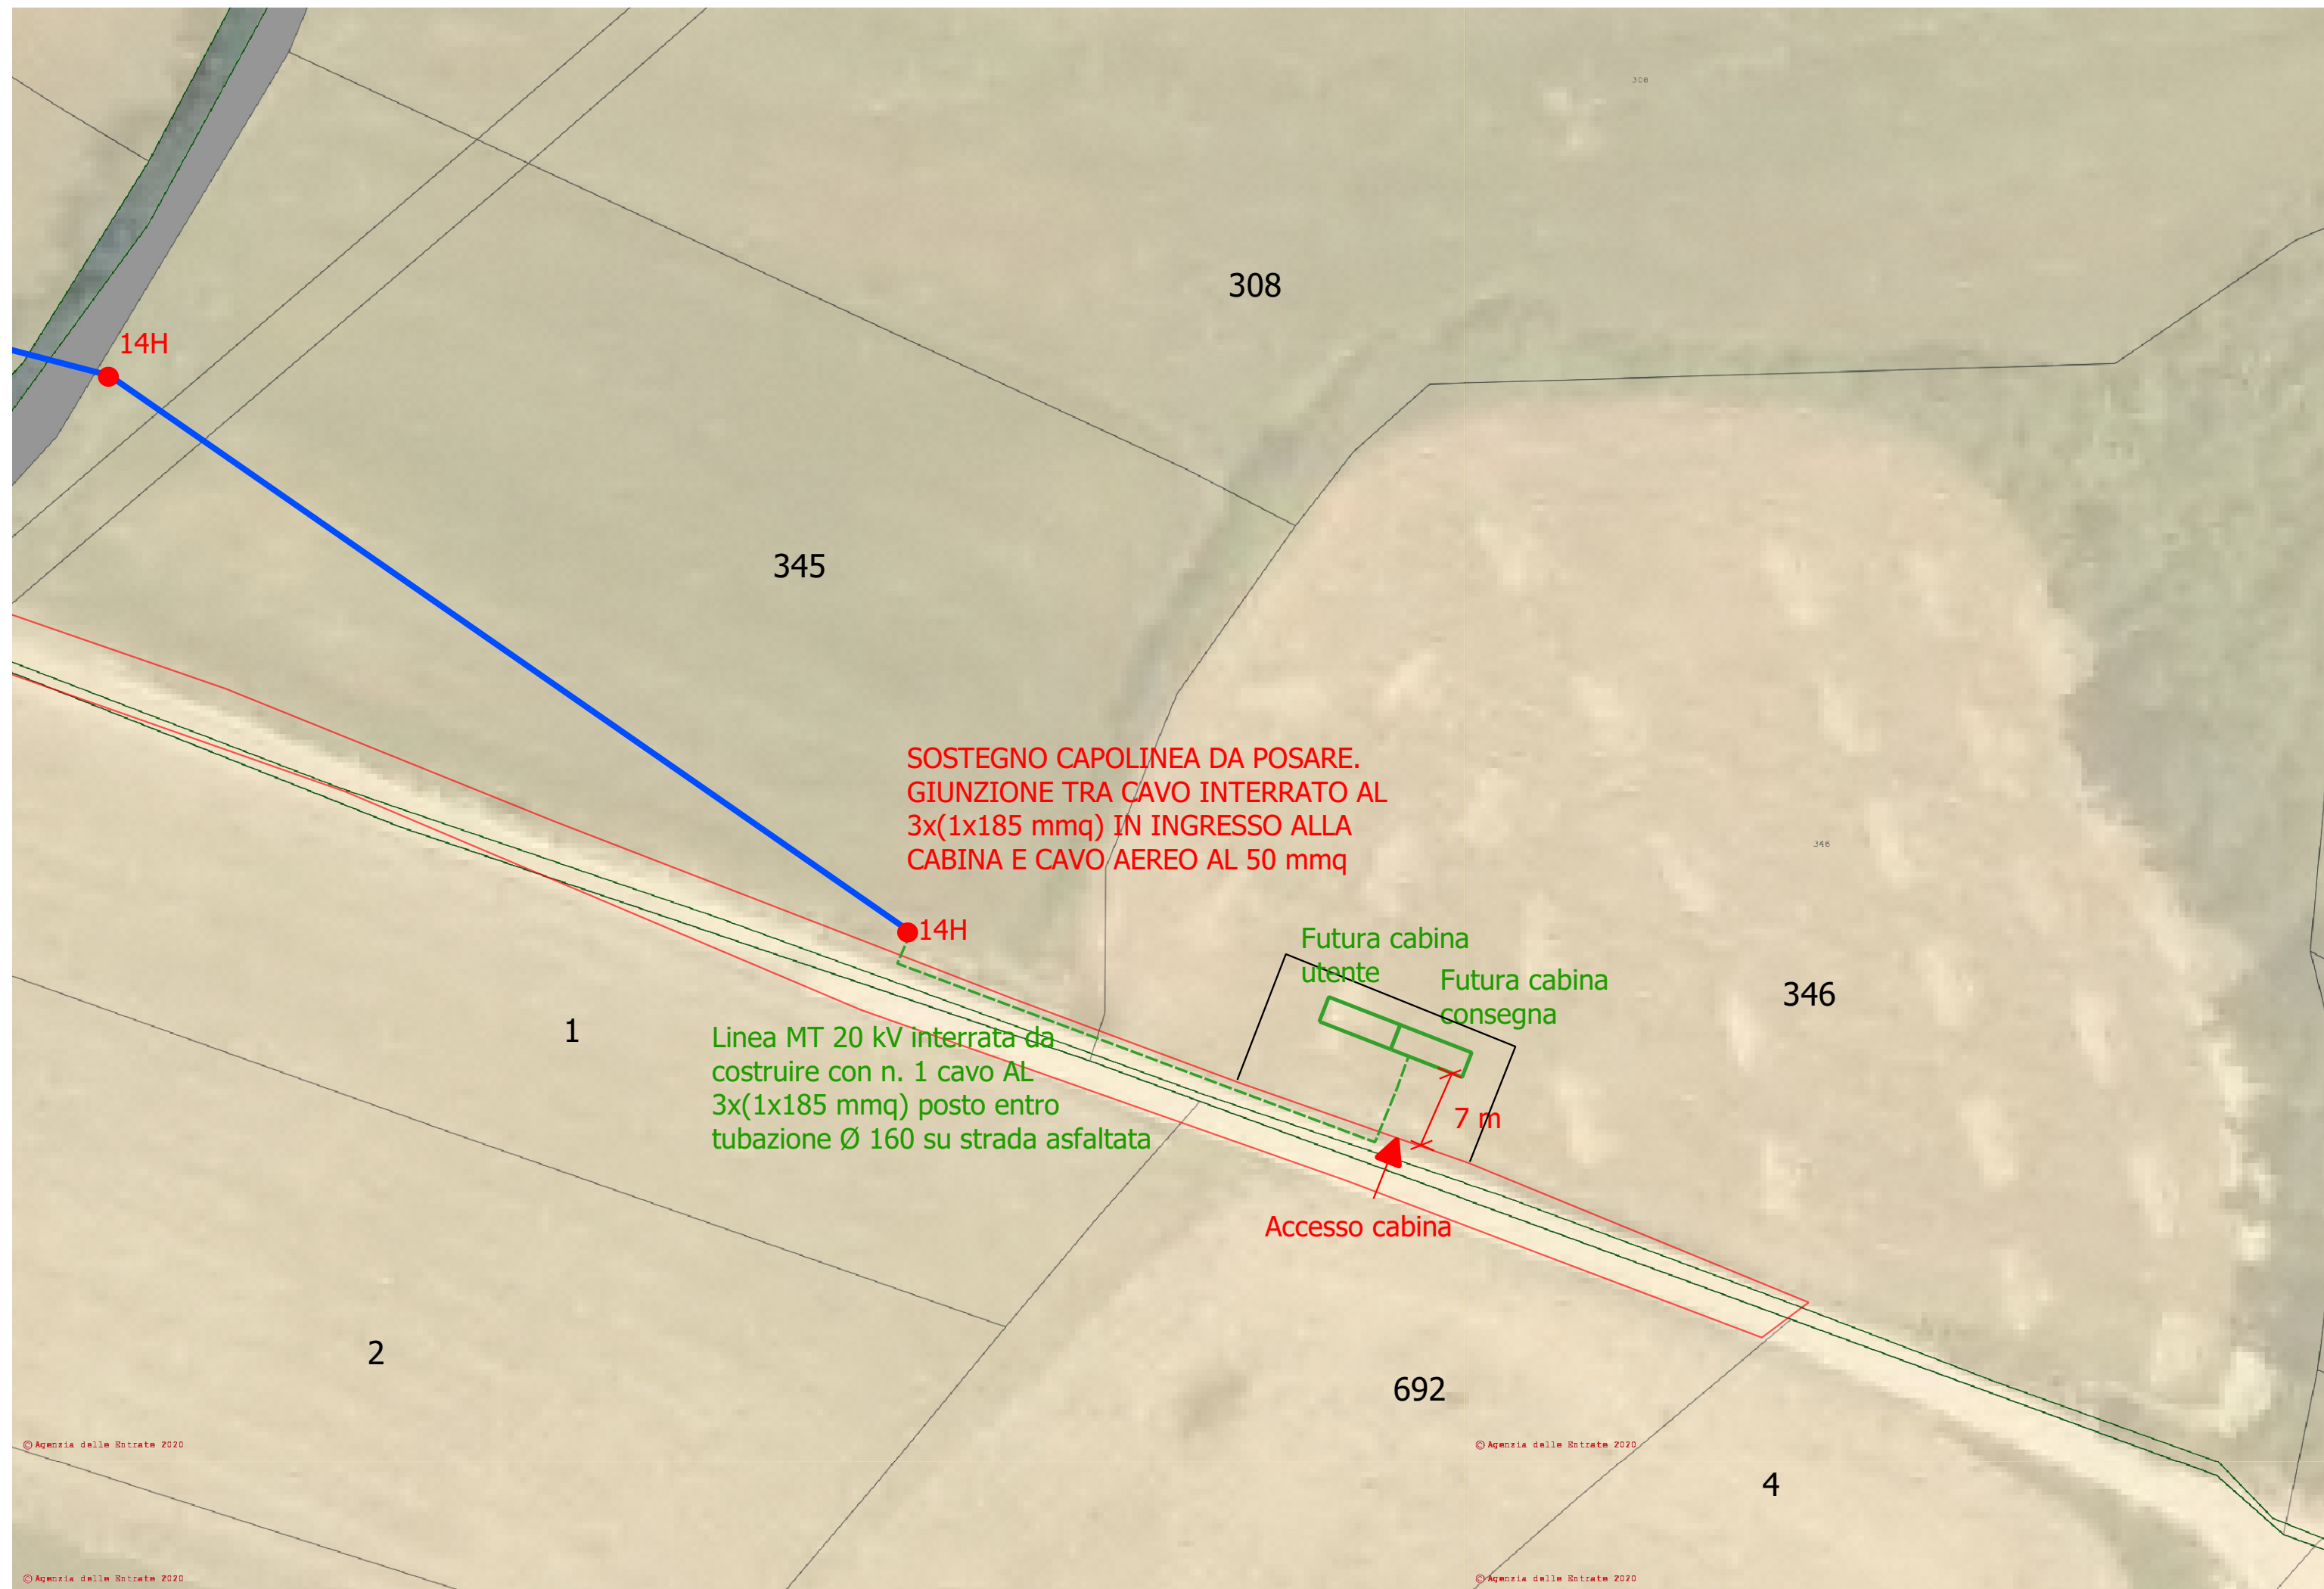 308
308
14H
345
SOSTEGNO CAPOLINEA DA POSARE.
GIUNZIONE TRA CAVO INTERRATO AL
3x(1x185 mmq) IN INGRESSO ALLA
CABINA E CAVO AEREO AL 50 mmq
346
14H
Futura cabina
utente
Futura cabina
consegna
346
1
Linea MT 20 kV interrata da
costruire con n. 1 cavo AL
3x(1x185 mmq) posto entro
tubazione Ø 160 su strada asfaltata
7 m
Accesso cabina
2
692
© Agenzia delle Entrate 2020
© Agenzia delle Entrate 2020
4
© Agenzia delle Entrate 2020
© Agenzia delle Entrate 2020